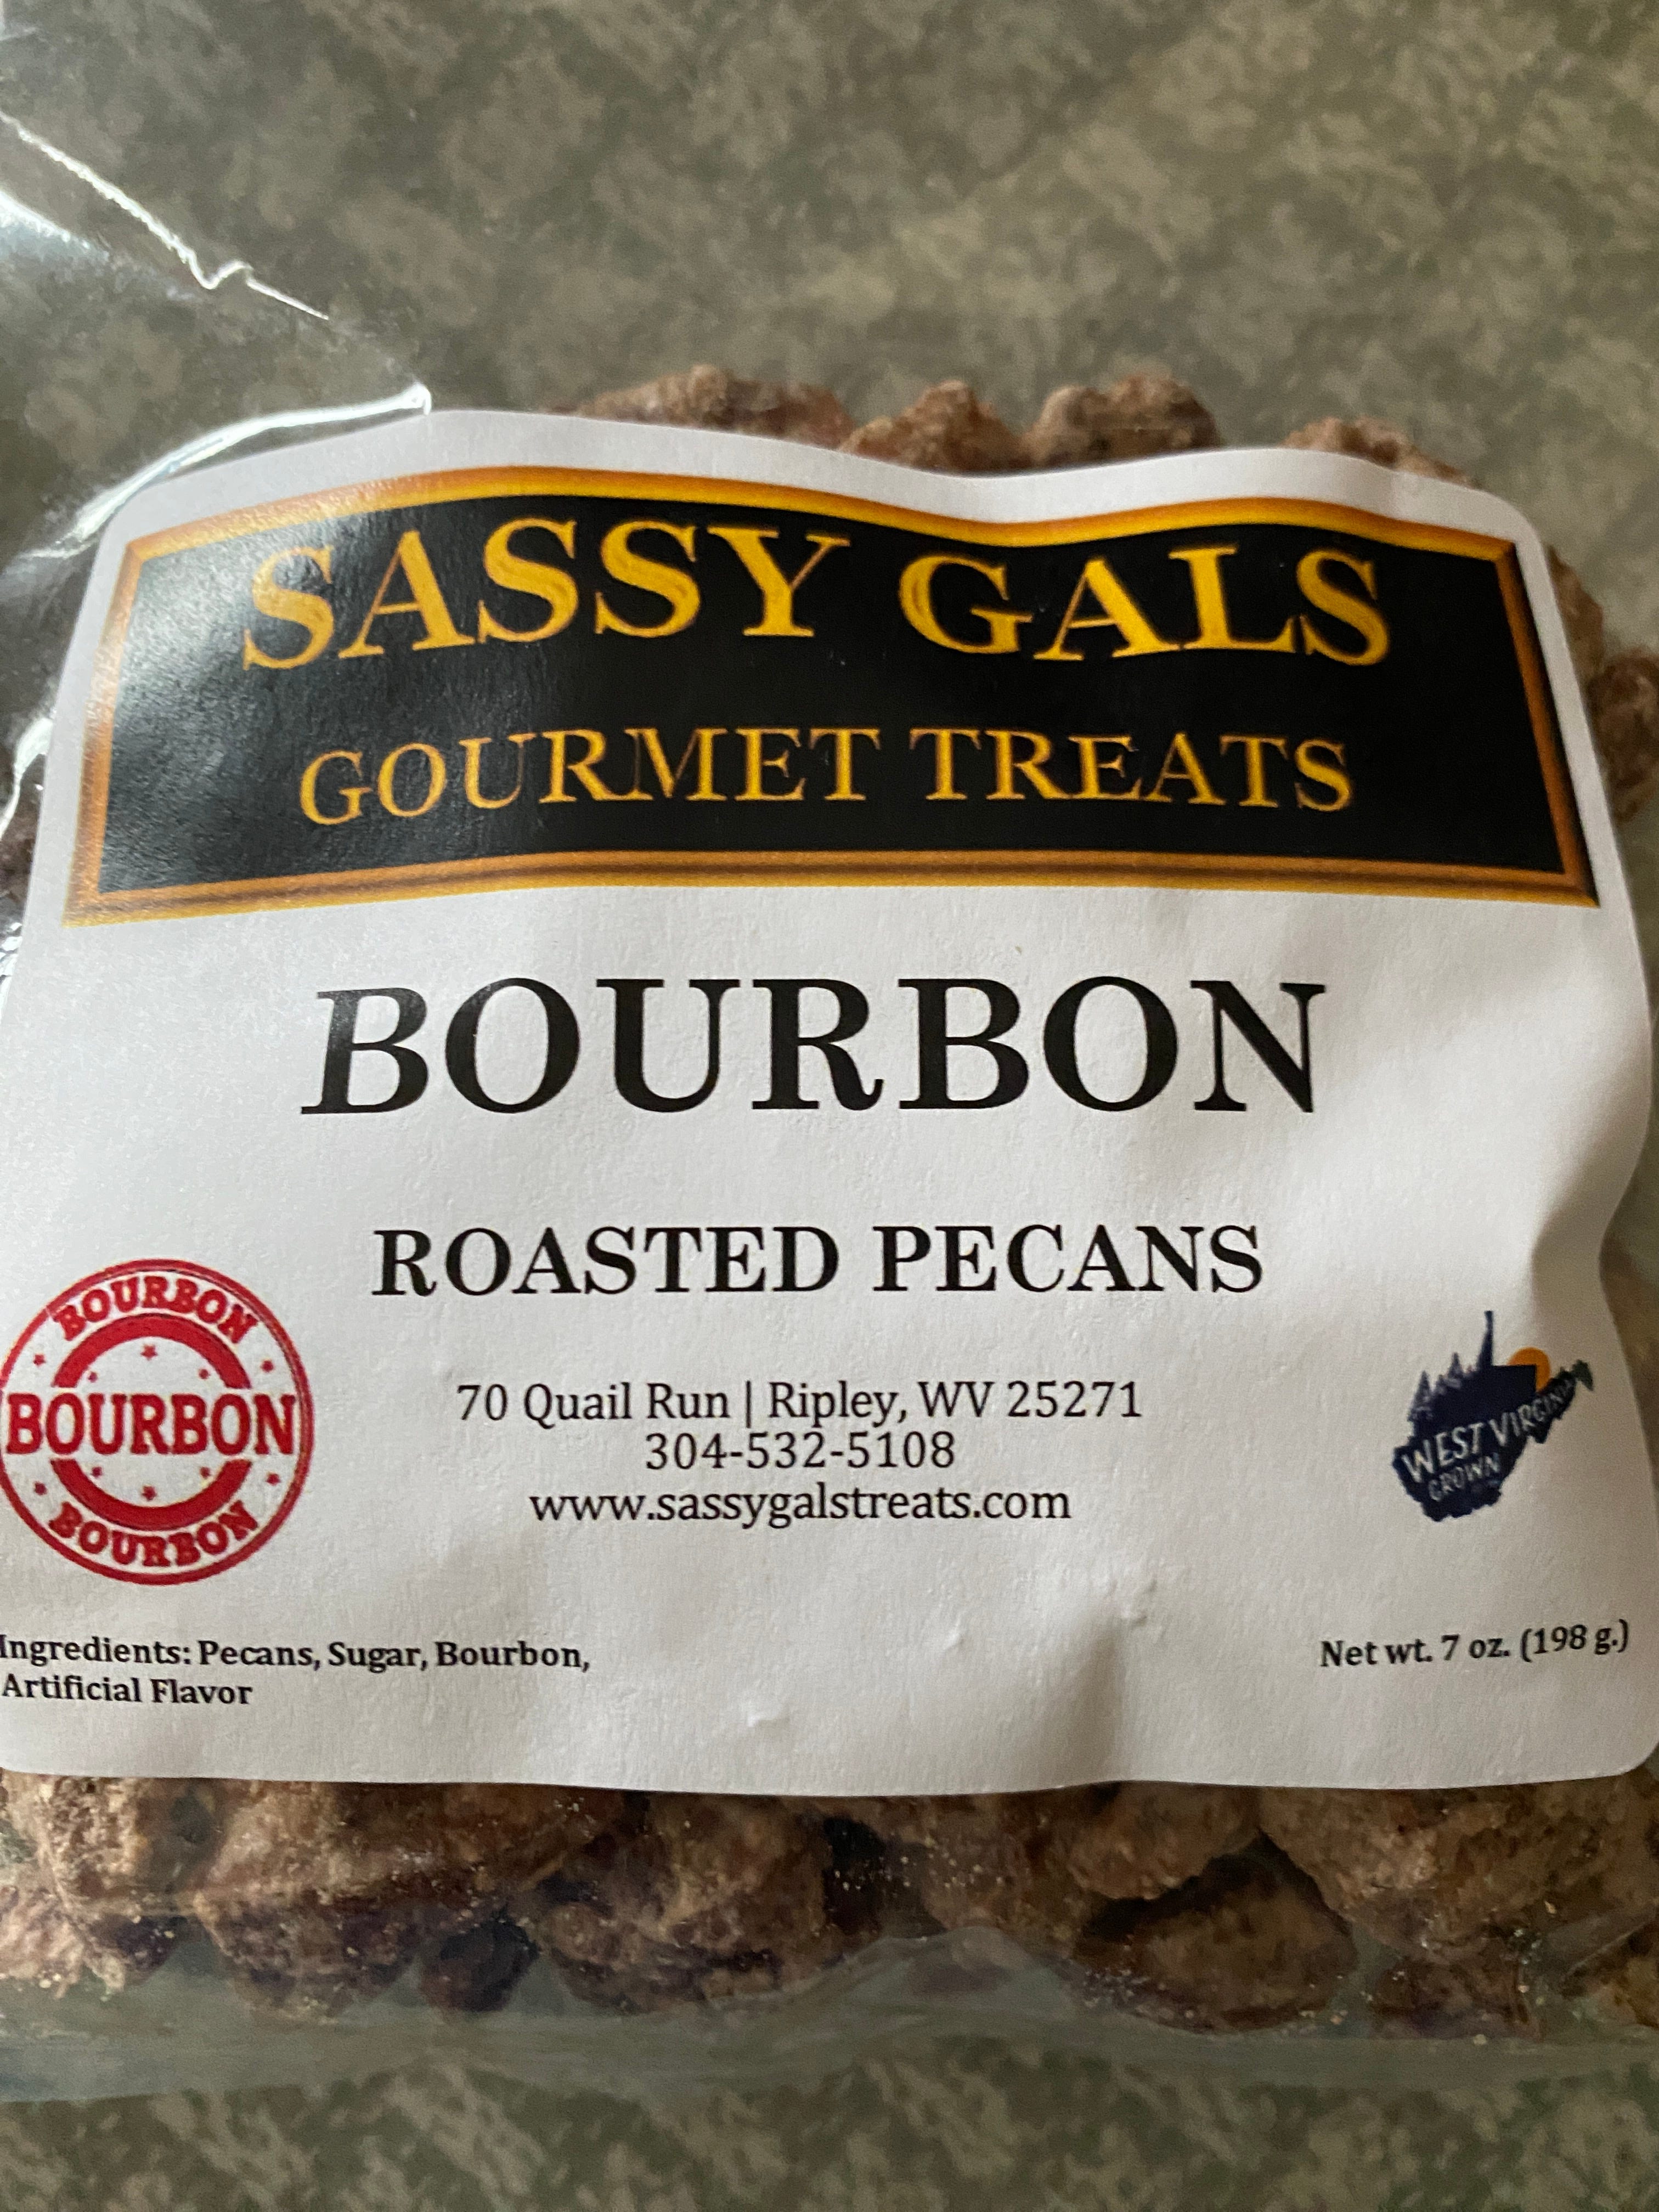 SASSY GALS
GOURMET TREATS
BOURBON
ROASTED PECANS
BOURBON
BOURBON
BOURBON
70 Quail Run | Ripley, WV 25271
304-532-5108
www.sassygalstreats.com
WEST VIRGINIA
GROWN
Ingredients: Pecans, Sugar, Bourbon,
Artificial Flavor
Net wt. 7 oz. (198 g.)